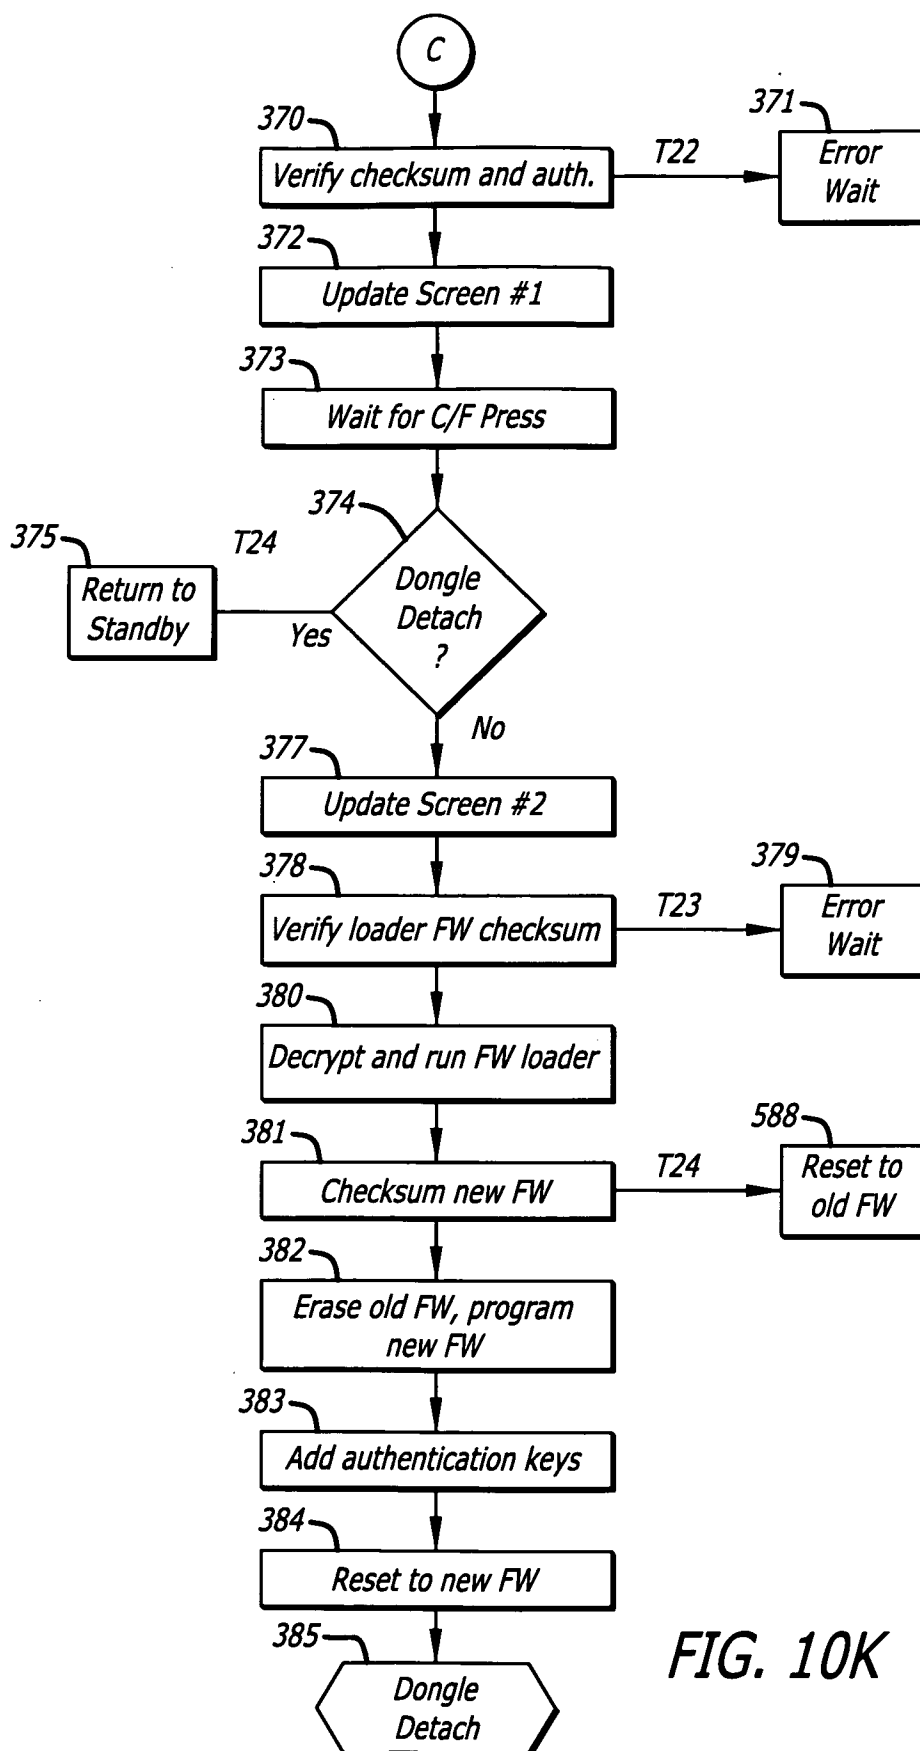 C
370
Verify checksum and auth.
T22
371
Error
Wait
372
Update Screen #1
373
Wait for C/F Press
374
Dongle
Detach
?
375
T24
Return to
Standby
Yes
No
377
Update Screen #2
378
Verify loader FW checksum
T23
379
Error
Wait
380
Decrypt and run FW loader
381
Checksum new FW
T24
588
Reset to
old FW
382
Erase old FW, program
new FW
383
Add authentication keys
384
Reset to new FW
385
Dongle
Detach
FIG. 10K